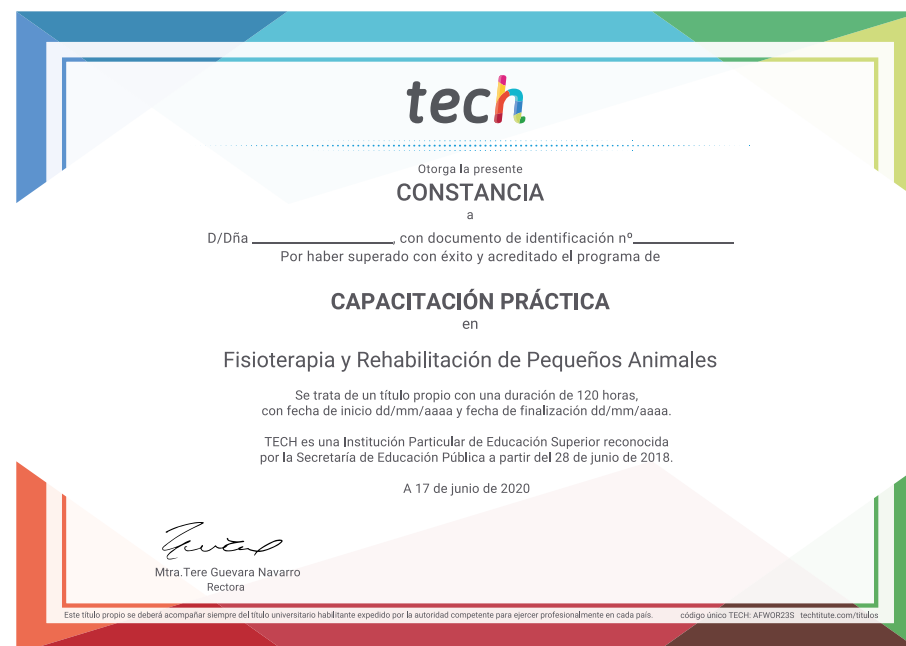 tech
Otorga la presente
CONSTANCIA
a
D/Dña ____________________, con documento de identificación nº______________
Por haber superado con éxito y acreditado el programa de
CAPACITACIÓN PRÁCTICA
en
Fisioterapia y Rehabilitación de Pequeños Animales
Se trata de un título propio con una duración de 120 horas,
con fecha de inicio dd/mm/aaaa y fecha de finalización dd/mm/aaaa.
TECH es una Institución Particular de Educación Superior reconocida
por la Secretaría de Educación Pública a partir del 28 de junio de 2018.
A 17 de junio de 2020
Mtra.Tere Guevara Navarro
Rectora
Este título propio se deberá acompañar siempre del título universitario habilitante expedido por la autoridad competente para ejercer profesionalmente en cada país. código único TECH: AFWOR23S techtitute.com/titulos